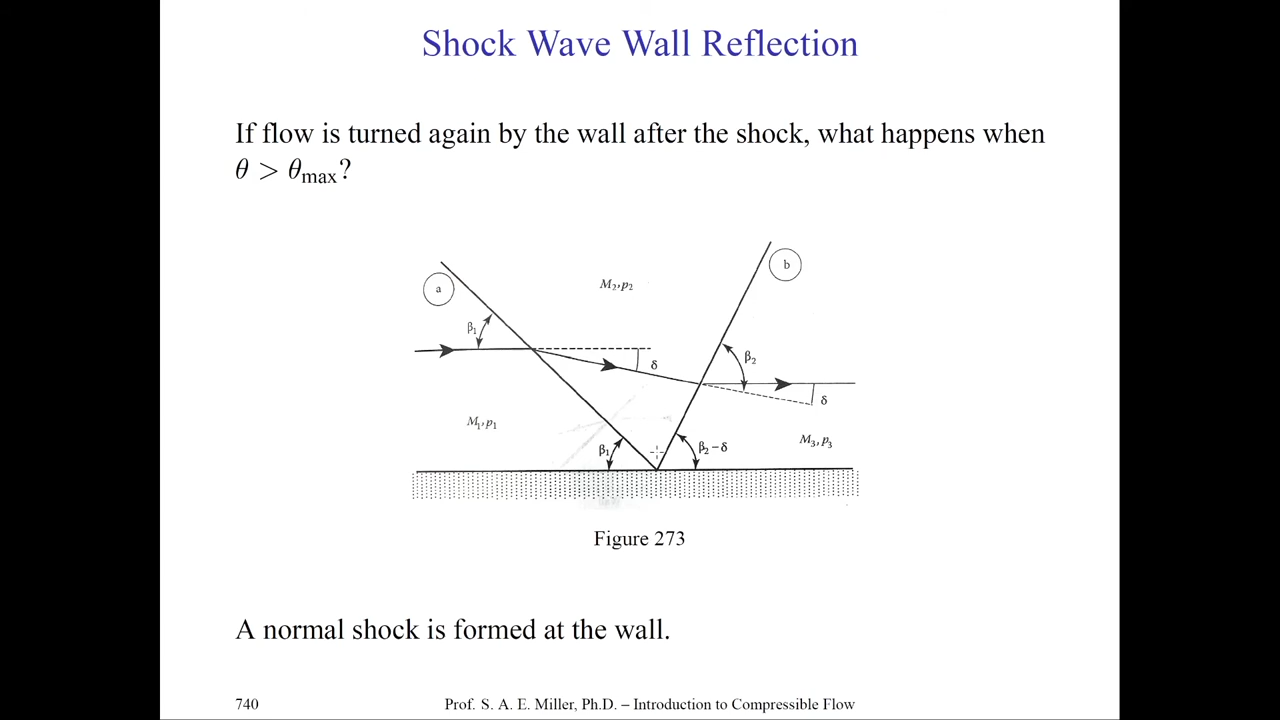 Shock Wave Wall Reflection
If flow is turned again by the wall after the shock, what happens when
θ > θmax?
a
b
M₂,p₂
β₁
δ
β₂
δ
M₁,p₁
β₁
β₂ – δ
M₃,p₃
Figure 273
A normal shock is formed at the wall.
740
Prof. S. A. E. Miller, Ph.D. – Introduction to Compressible Flow